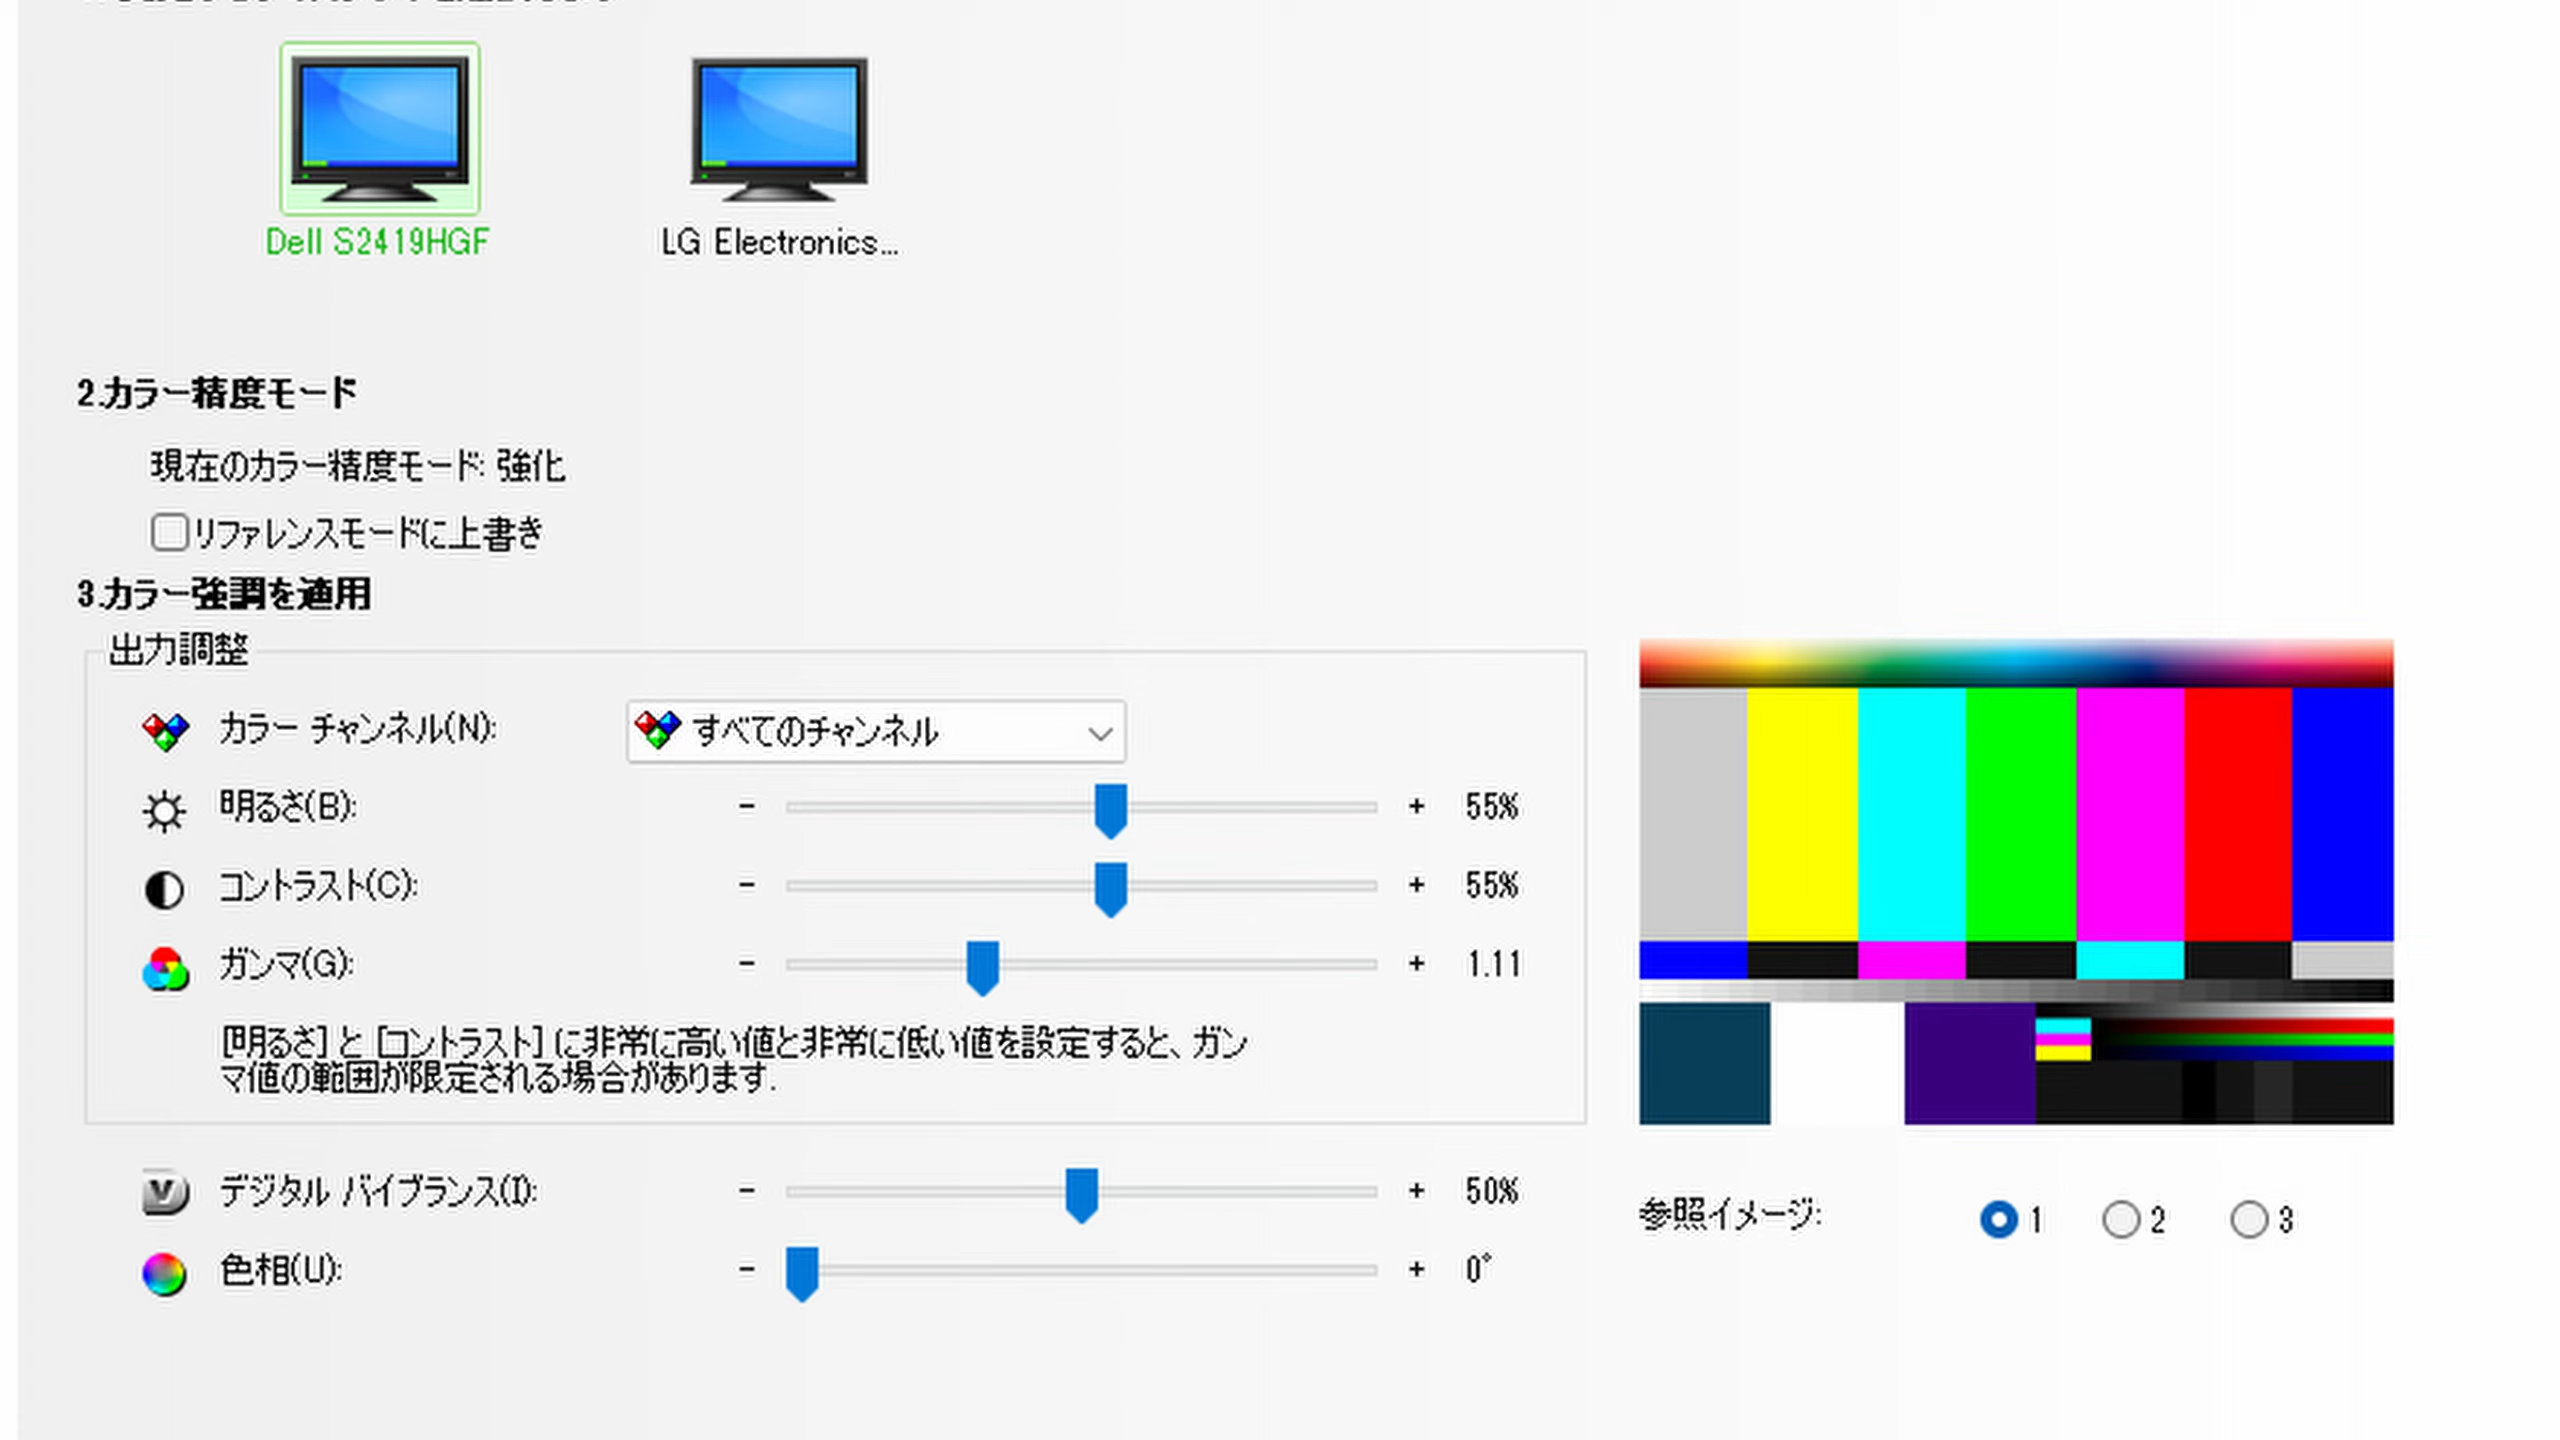 Dell S2419HGF
LG Electronics...
2.カラー精度モード
現在のカラー精度モード: 強化
リファレンスモードに上書き
3.カラー強調を適用
出力調整
カラー チャンネル(N):
すべてのチャンネル
明るさ(B):
- + 55%
コントラスト(C):
- + 55%
ガンマ(G):
- + 1.11
[明るさ] と [コントラスト] に非常に高い値と非常に低い値を設定すると、ガン
マ値の範囲が限定される場合があります.
デジタル バイブランス(I):
- + 50%
色相(U):
- + 0°
参照イメージ:
1
2
3